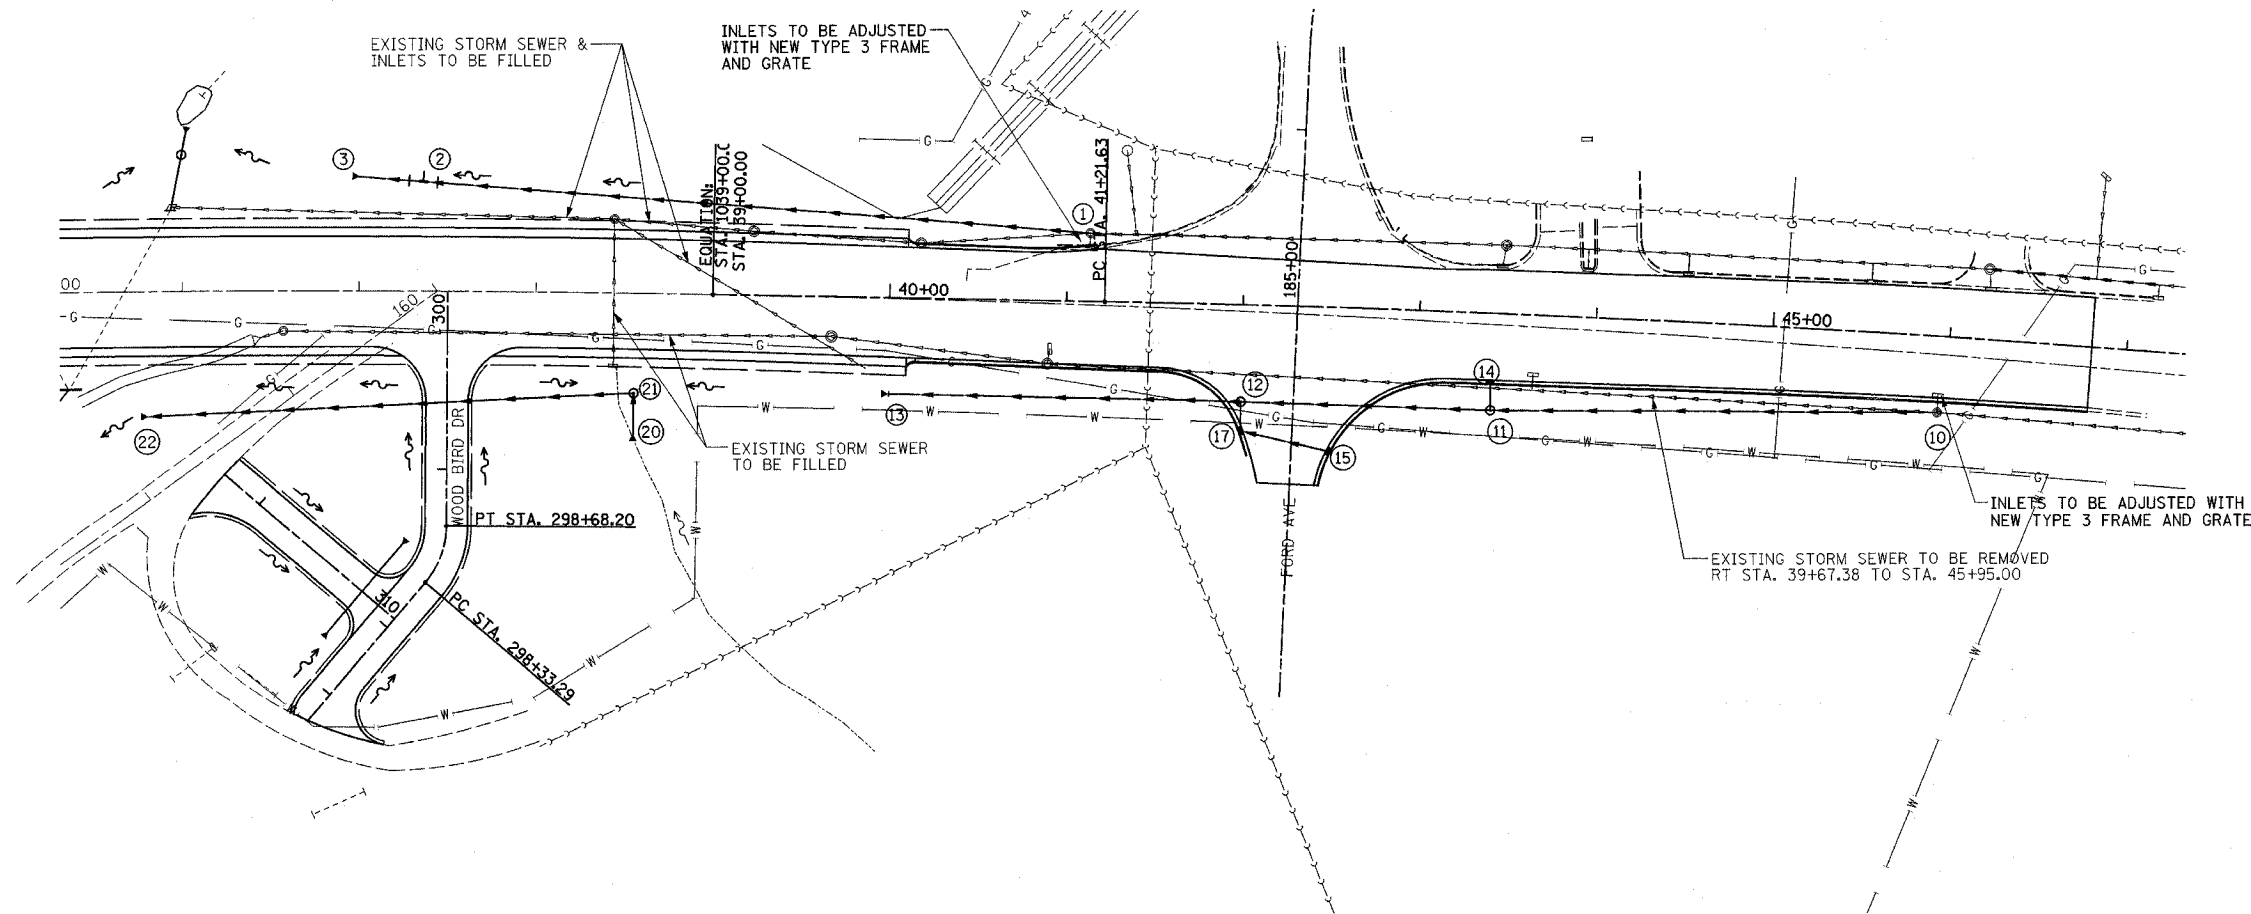 EXISTING STORM SEWER &
INLETS TO BE FILLED
INLETS TO BE ADJUSTED
WITH NEW TYPE 3 FRAME
AND GRATE
4
G
G
3
2
1
EQUATION:
STA. 1039+00.0
STA. 39+00.00
PC STA. 41+21.63
185+00
G
G
00
160
300
40+00
45+00
G
G
G
G
G
G
G
G
G
G
21
20
22
12
13
14
17
15
11
10
W
W
W
W
W
W
W
G
G
G
G
G
G
G
EXISTING STORM SEWER
TO BE FILLED
WOOD BIRD DR
PT STA. 298+68.20
FORD AVE
INLETS TO BE ADJUSTED WITH
NEW TYPE 3 FRAME AND GRATE
EXISTING STORM SEWER TO BE REMOVED
RT STA. 39+67.38 TO STA. 45+95.00
310
PC STA. 298+33.29
W
W
W
W
W
W
W
W